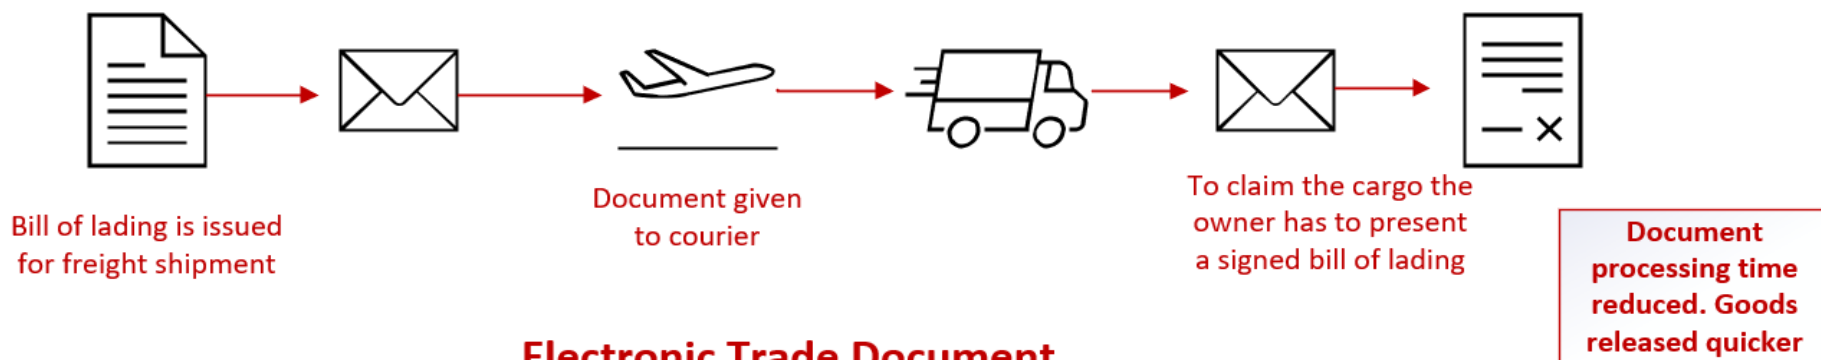 Bill of lading is issued
for freight shipment
Document given
to courier
To claim the cargo the
owner has to present
a signed bill of lading
Document
processing time
reduced. Goods
released quicker
Electronic Trade Document